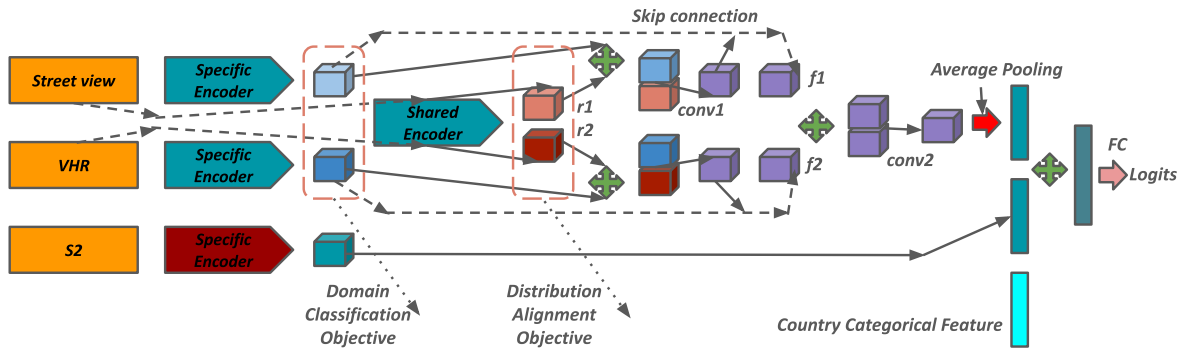 Skip connection
Street view
Specific
Encoder
Shared
Encoder
r1
r2
conv1
f1
Average Pooling
VHR
Specific
Encoder
f2
conv2
FC
Logits
S2
Specific
Encoder
Domain
Classification
Objective
Distribution
Alignment
Objective
Country Categorical Feature